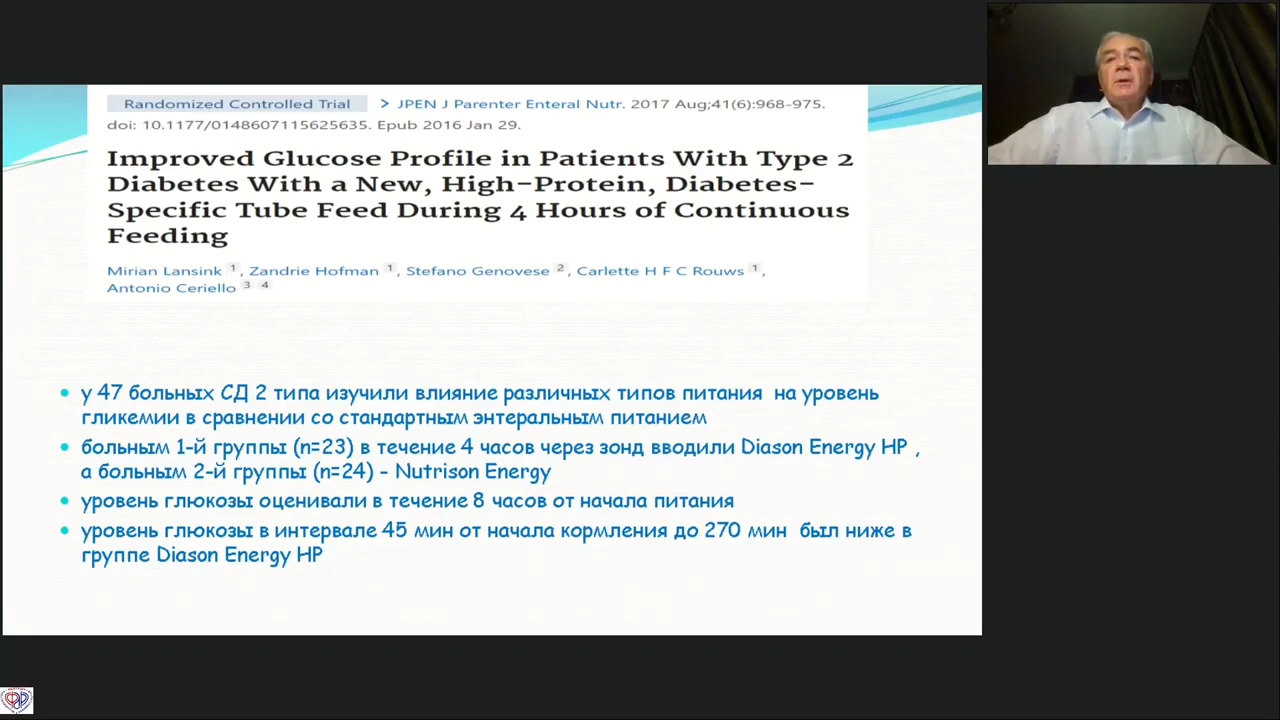 Randomized Controlled Trial > JPEN J Parenter Enteral Nutr. 2017 Aug;41(6):968-975.
doi: 10.1177/0148607115625635. Epub 2016 Jan 29.
Improved Glucose Profile in Patients With Type 2
Diabetes With a New, High-Protein, Diabetes-
Specific Tube Feed During 4 Hours of Continuous
Feeding
Mirian Lansink 1, Zandrie Hofman 1, Stefano Genovese 2, Carlette H F C Rouws 1,
Antonio Ceriello 3 4
• у 47 больных СД 2 типа изучили влияние различных типов питания на уровень
гликемии в сравнении со стандартным энтеральным питанием
• больным 1-й группы (n=23) в течение 4 часов через зонд вводили Diason Energy HP ,
а больным 2-й группы (n=24) – Nutrison Energy
• уровень глюкозы оценивали в течение 8 часов от начала питания
• уровень глюкозы в интервале 45 мин от начала кормления до 270 мин был ниже в
группе Diason Energy HP